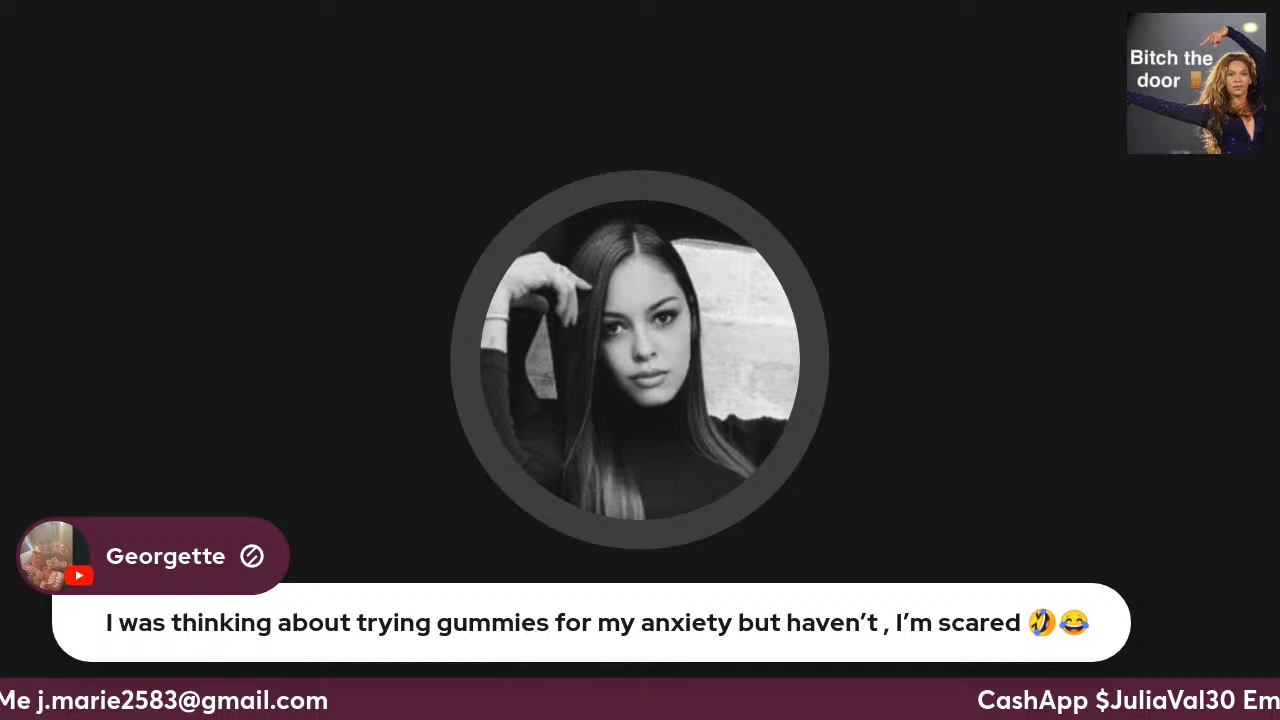 Bitch the
door
Georgette
I was thinking about trying gummies for my anxiety but haven’t , I’m scared 🤣😂
Me j.marie2583@gmail.com
CashApp $JuliaVal30 Em